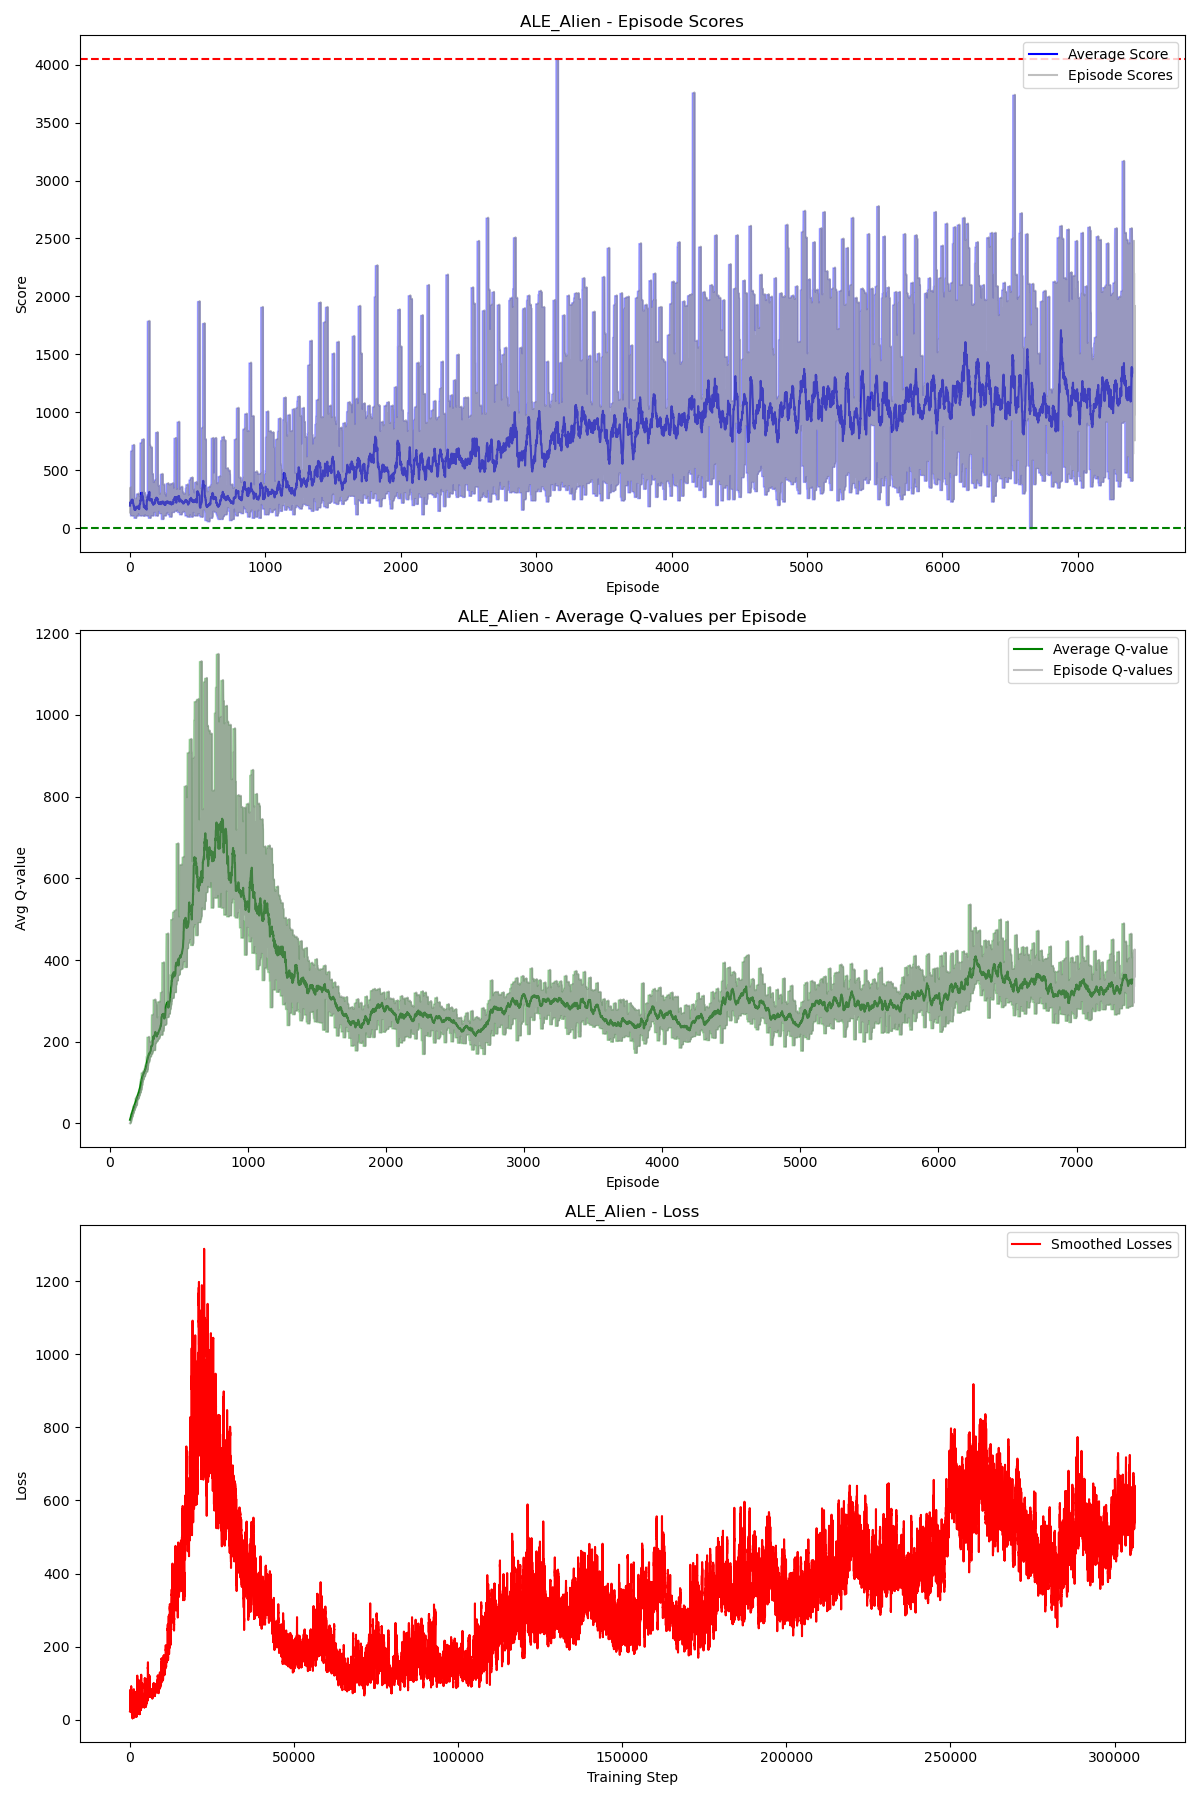 ALE_Alien - Episode Scores
Average Score
Episode Scores
Score
4000
3500
3000
2500
2000
1500
1000
500
0
0 1000 2000 3000 4000 5000 6000 7000
Episode
ALE_Alien - Average Q-values per Episode
Average Q-value
Episode Q-values
Avg Q-value
1200
1000
800
600
400
200
0
0 1000 2000 3000 4000 5000 6000 7000
Episode
ALE_Alien - Loss
Smoothed Losses
Loss
1200
1000
800
600
400
200
0
0 50000 100000 150000 200000 250000 300000
Training Step